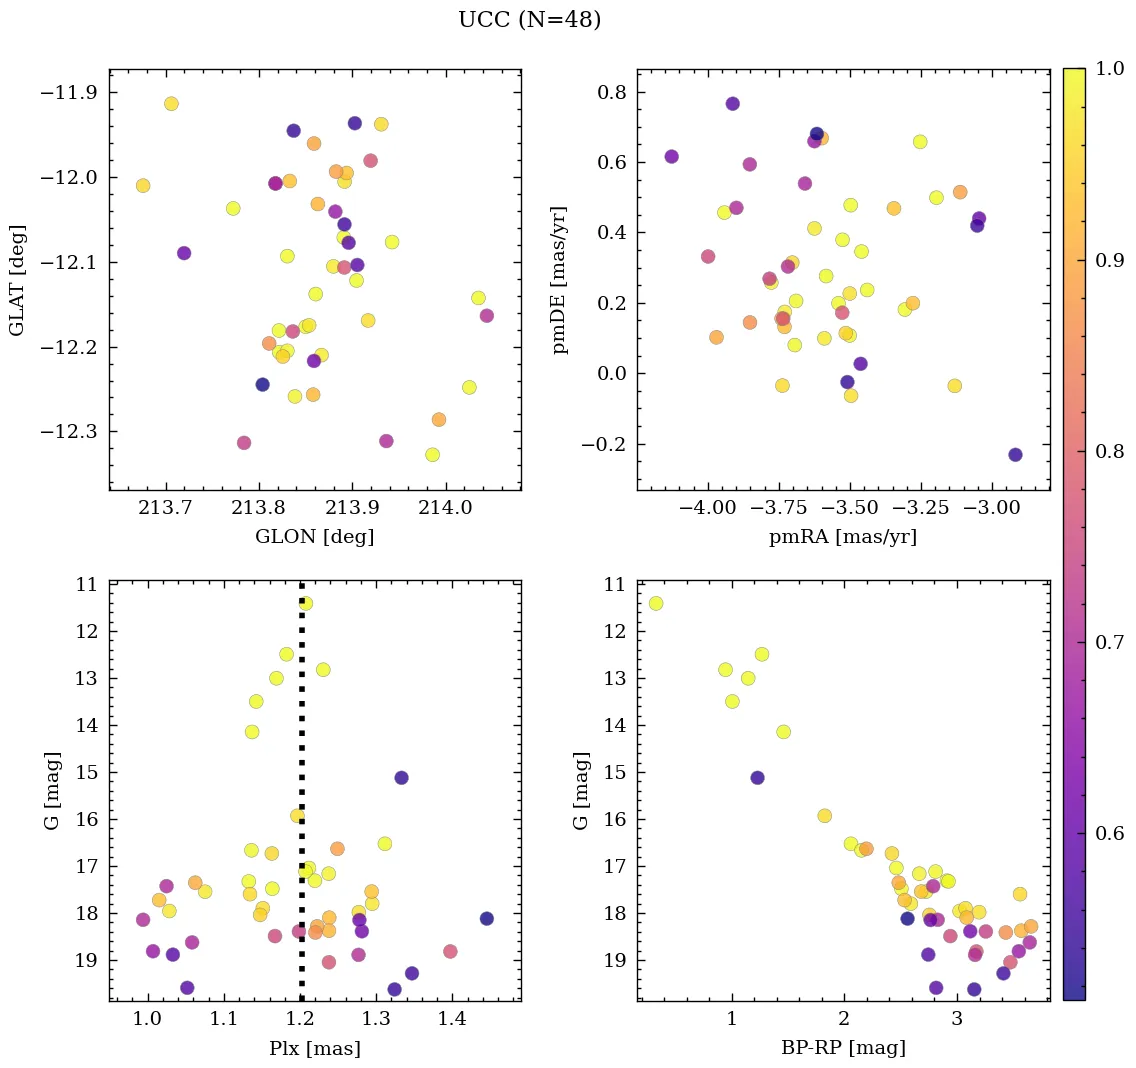 UCC (N=48)
−11.9
−12.0
−12.1
−12.2
−12.3
GLAT [deg]
213.7 213.8 213.9 214.0
GLON [deg]
0.8
0.6
0.4
0.2
0.0
−0.2
pmDE [mas/yr]
−4.00 −3.75 −3.50 −3.25 −3.00
pmRA [mas/yr]
1.0
0.9
0.8
0.7
0.6
11
12
13
14
15
16
17
18
19
G [mag]
1.0 1.1 1.2 1.3 1.4
Plx [mas]
11
12
13
14
15
16
17
18
19
G [mag]
1 2 3
BP-RP [mag]